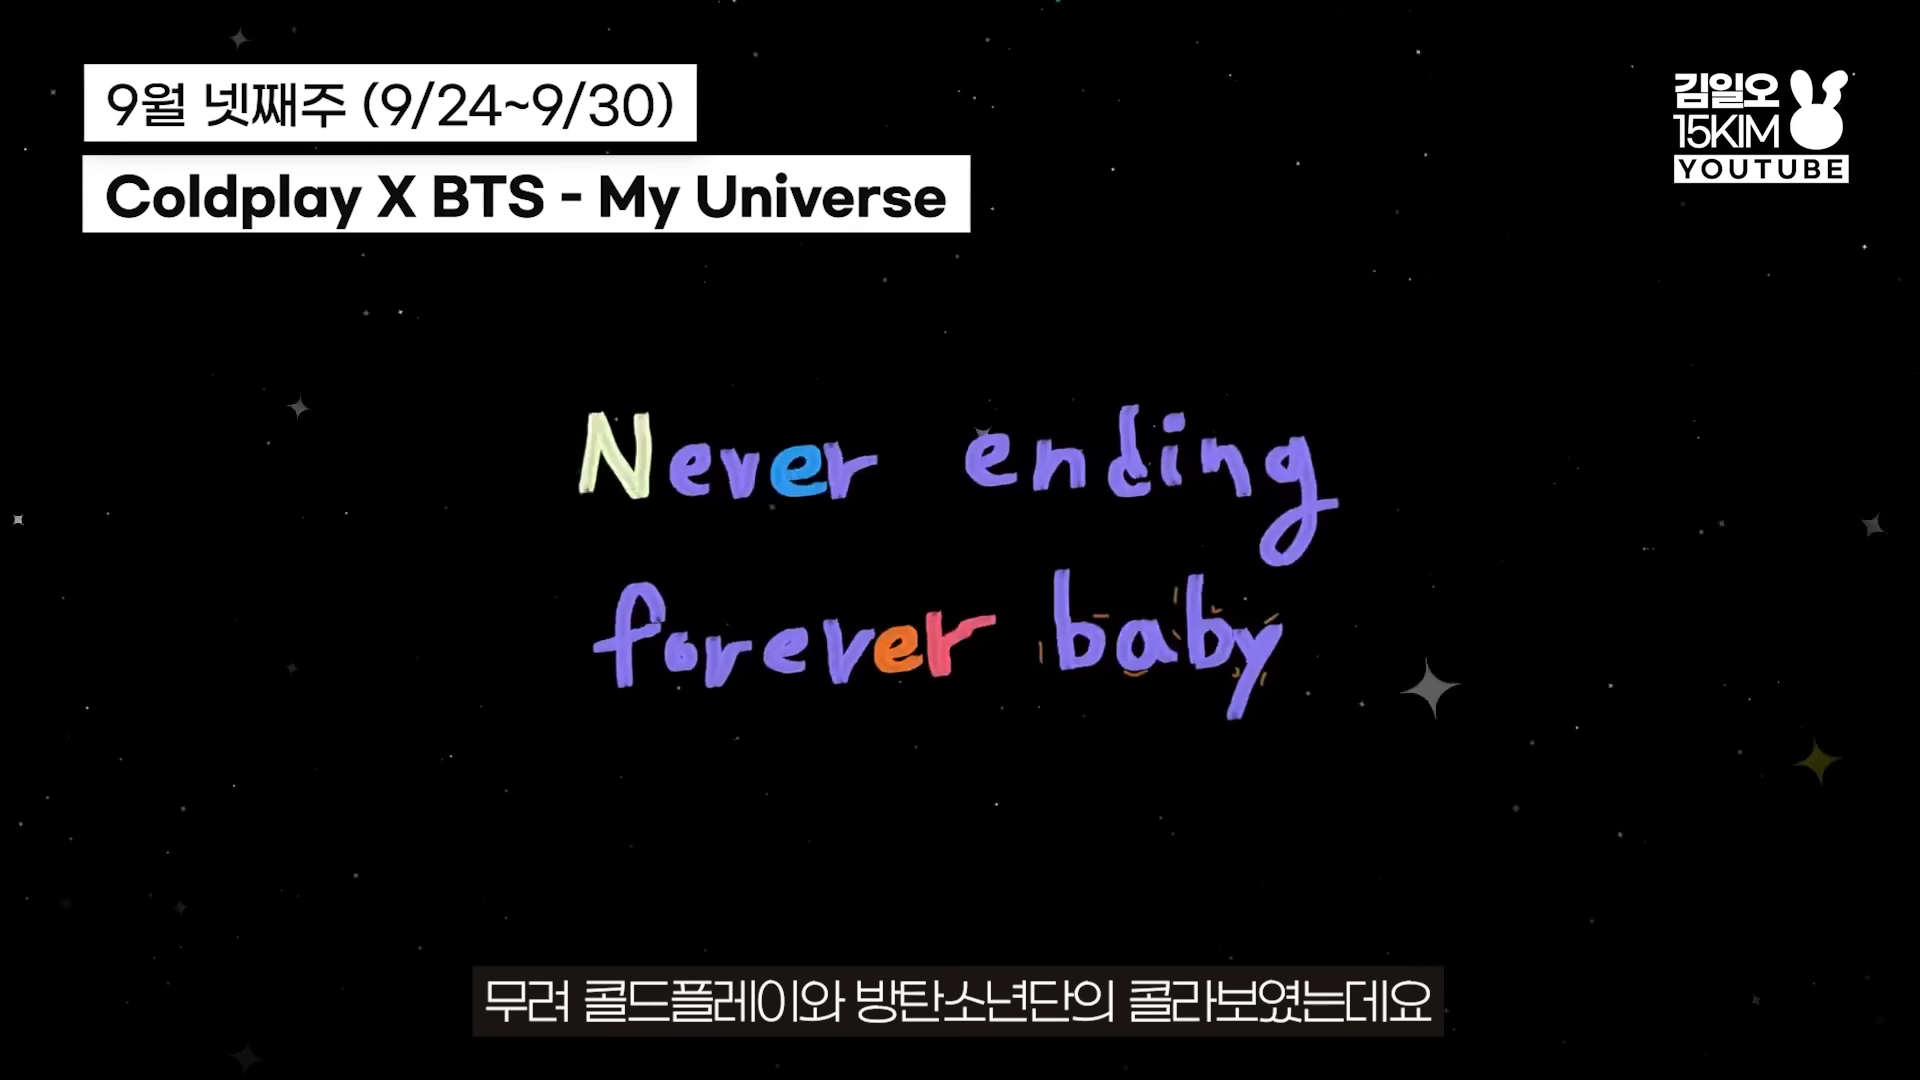 9월 넷째주 (9/24~9/30)
Coldplay X BTS - My Universe
김일오
15KIM
YOUTUBE
Never ending
forever baby
무려 콜드플레이와 방탄소년단의 콜라보였는데요